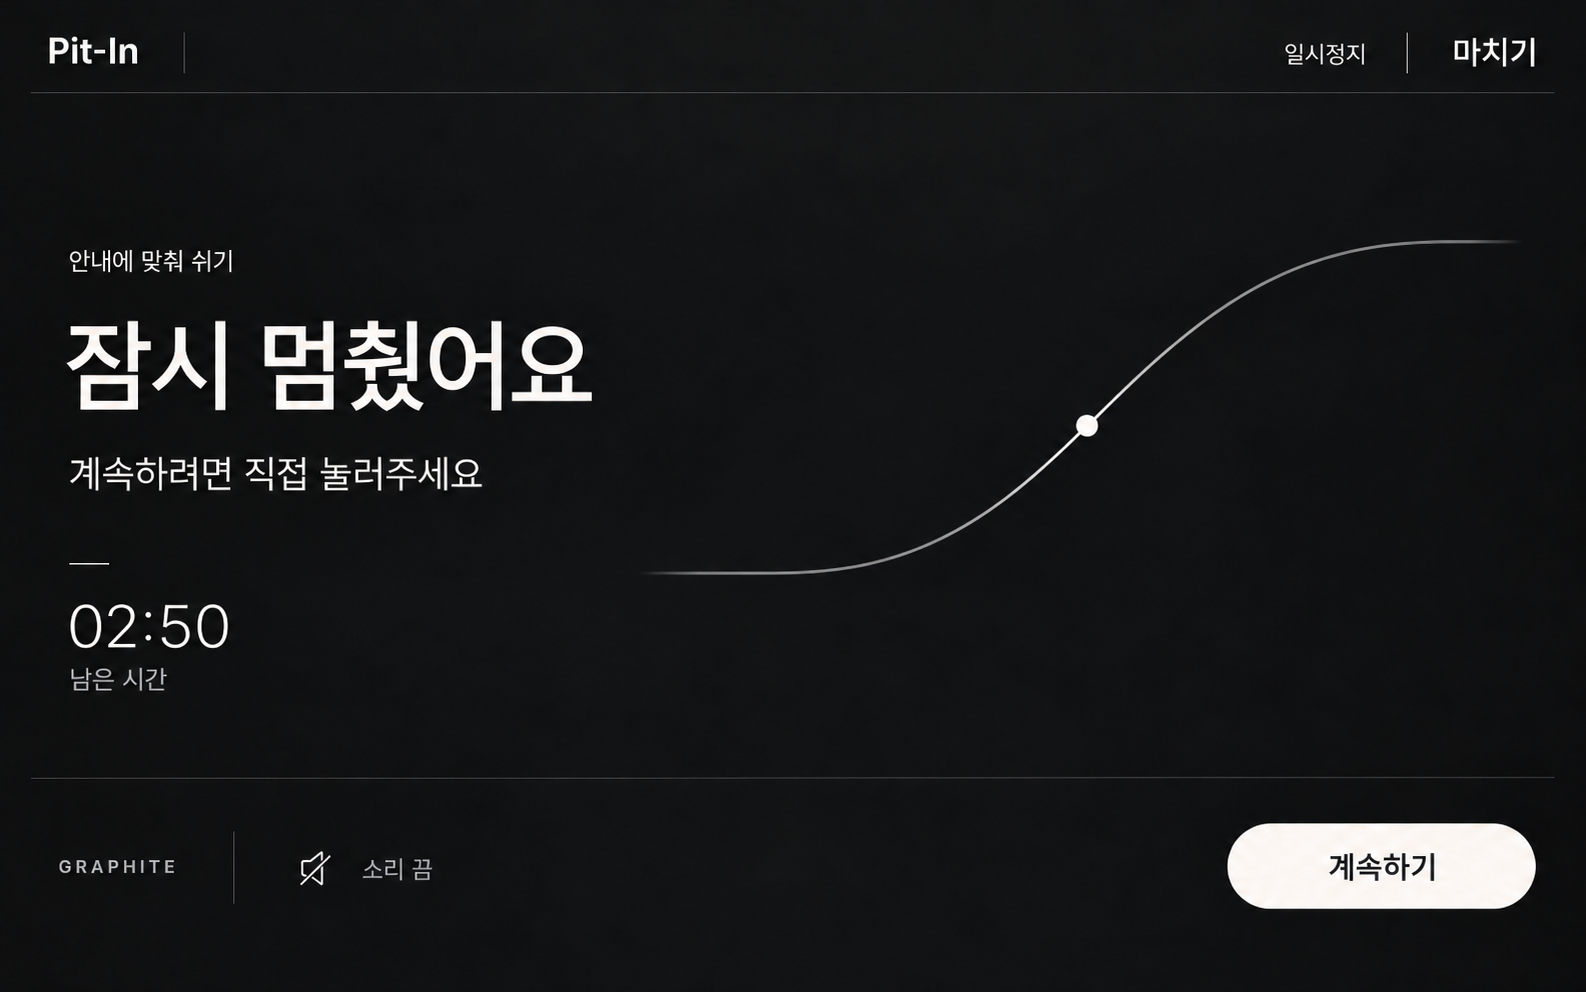 Pit-In
일시정지
마치기
안내에 맞춰 쉬기
잠시 멈췄어요
계속하려면 직접 눌러주세요
02:50
남은 시간
GRAPHITE
소리 끔
계속하기